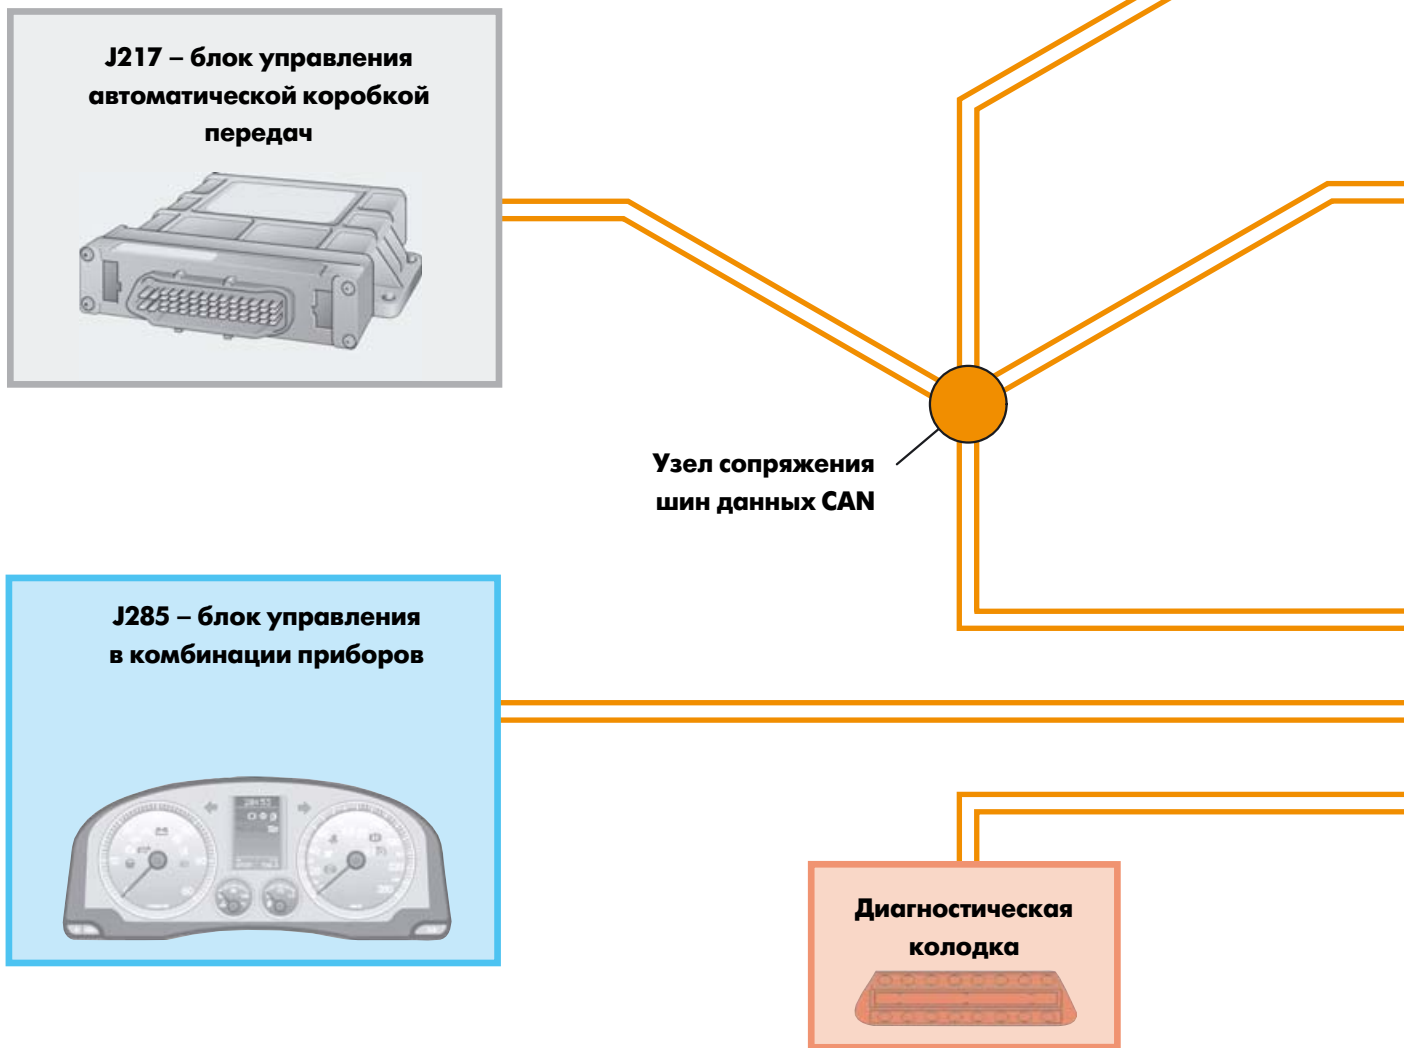 J217 – блок управления
автоматической коробкой
передач
Узел сопряжения
шин данных CAN
J285 – блок управления
в комбинации приборов
Диагностическая
колодка